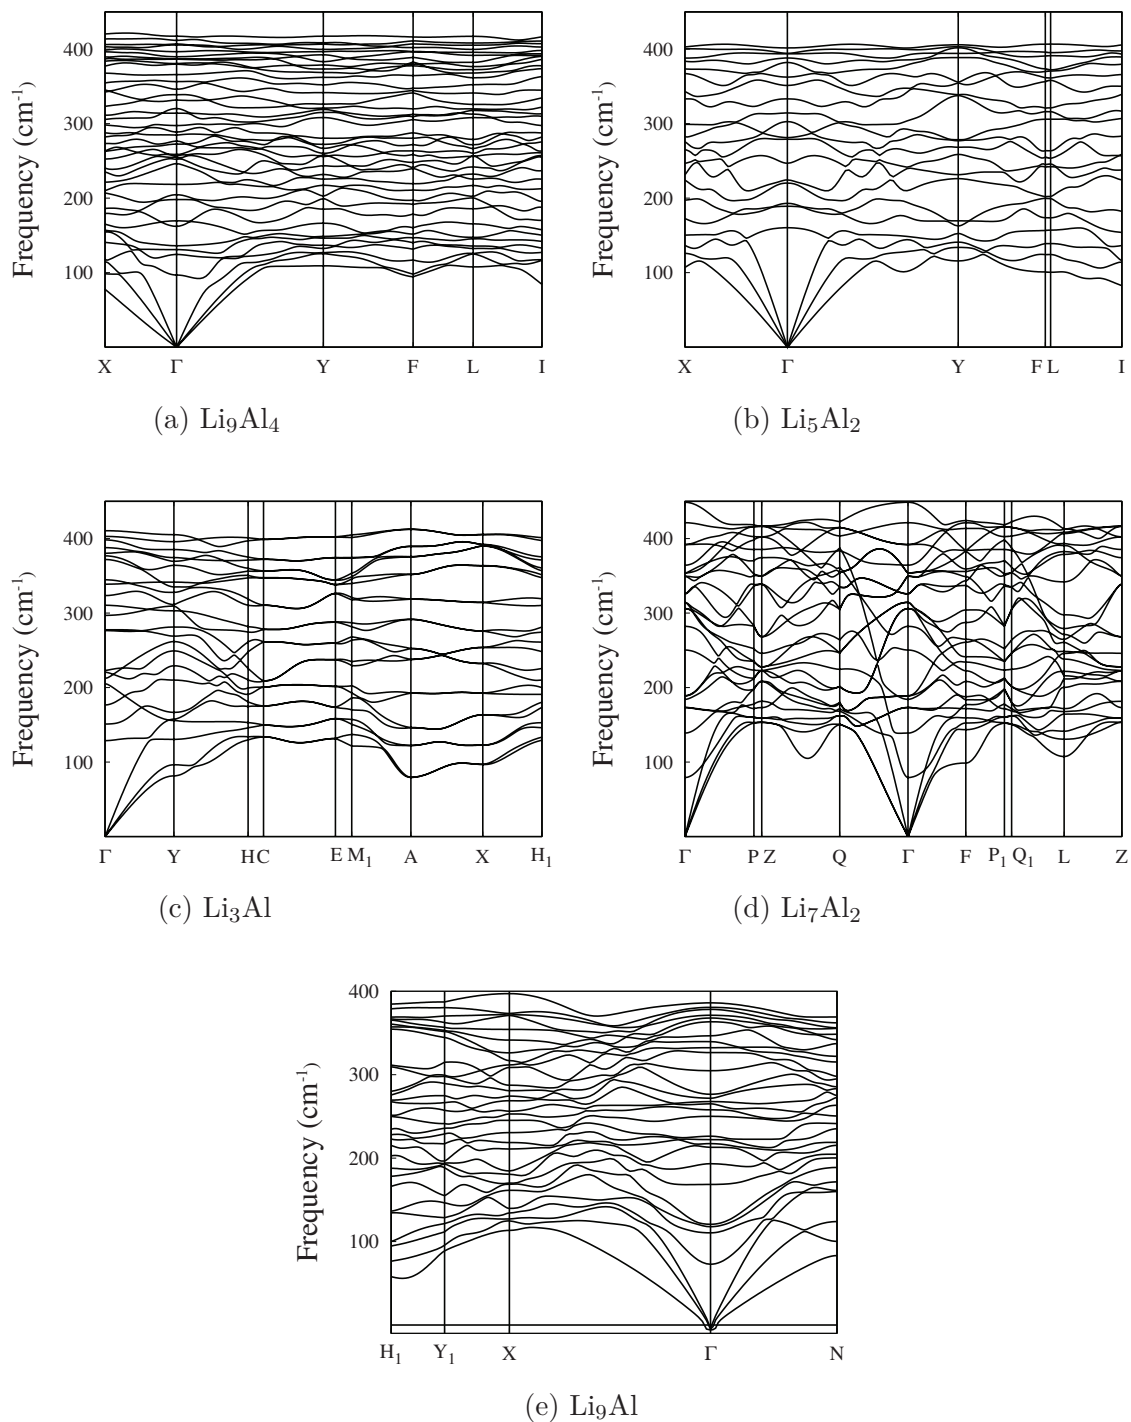 400
300
200
100
Frequency (cm⁻¹)
X Γ Y F L I
(a) Li₉Al₄
400
300
200
100
Frequency (cm⁻¹)
X Γ Y F L I
(b) Li₅Al₂
400
300
200
100
Frequency (cm⁻¹)
Γ Y H C E M₁ A X H₁
(c) Li₃Al
400
300
200
100
Frequency (cm⁻¹)
Γ P Z Q Γ F P₁ Q₁ L Z
(d) Li₇Al₂
400
300
200
100
Frequency (cm⁻¹)
H₁ Y₁ X Γ N
(e) Li₉Al